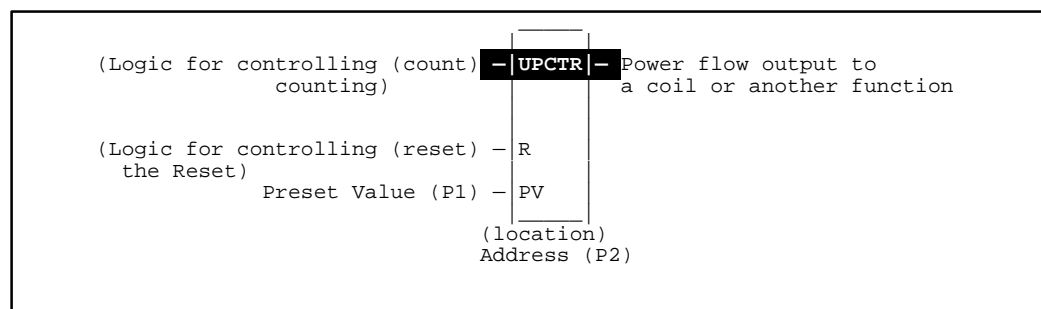 (Logic for controlling (count) –|UPCTR|– Power flow output to
counting) a coil or another function
(Logic for controlling (reset) – R
the Reset)
Preset Value (P1) – PV
(location)
Address (P2)